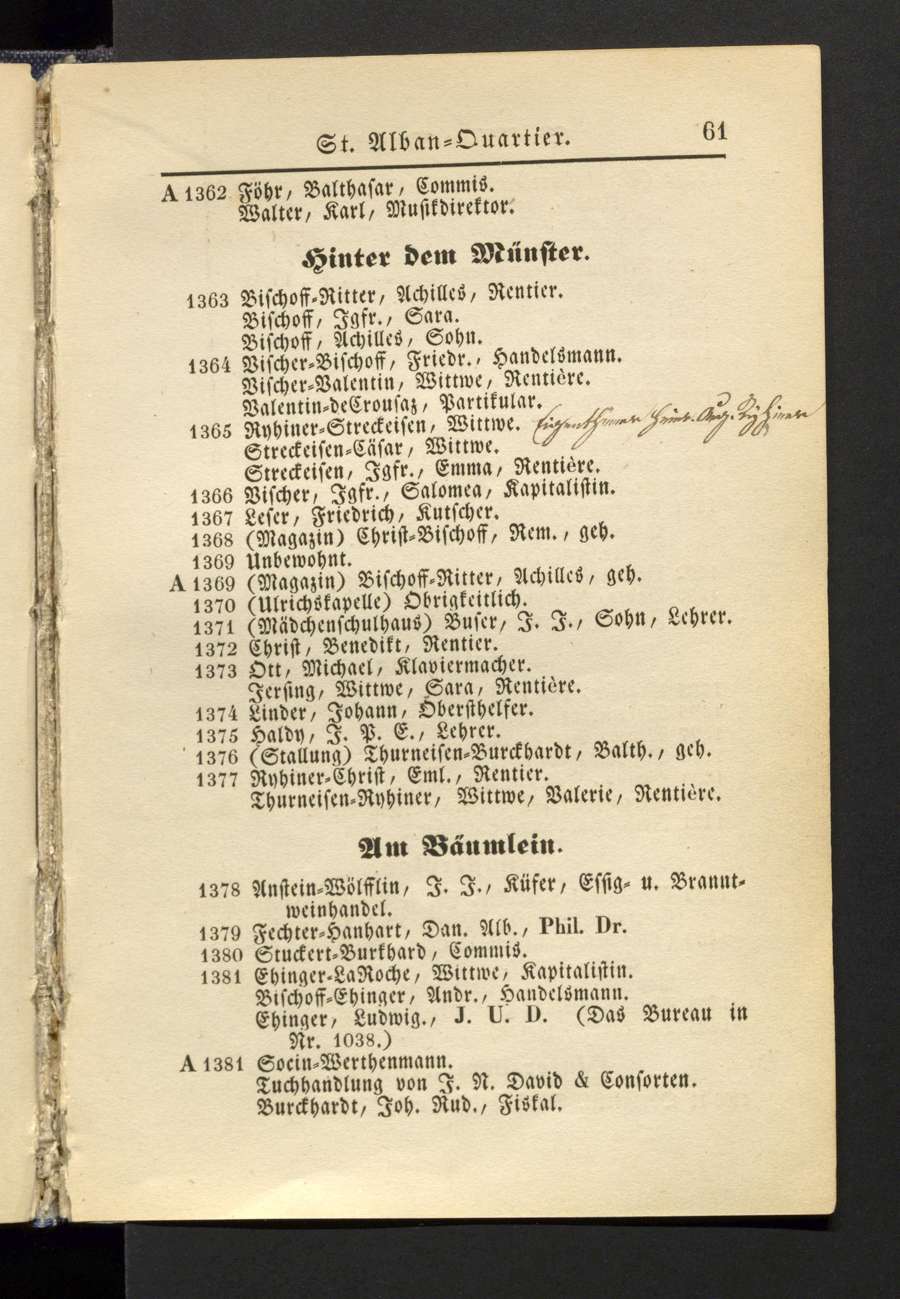 St. Alban-Quartier. 61
A 1362 Föhr, Balthasar, Commis.
Walter, Karl, Musikdirektor.
Hinter dem Münster.
1363 Bischoff-Ritter, Achilles, Rentier.
Bischoff, Igfr., Sara.
Bischoff, Achilles, Sohn.
1364 Vischer-Bischoff, Friedr., Handelsmann.
Vischer-Valentin, Wittwe, Rentière.
Valentin-deCrousaz, Partikular.
1365 Ryhiner-Streckeisen, Wittwe. Eigenthümer Heinr. Aug. Ryhiner
Streckeisen-Cäsar, Wittwe.
Streckeisen, Igfr., Emma, Rentière.
1366 Vischer, Igfr., Salomea, Kapitalistin.
1367 Leser, Friedrich, Kutscher.
1368 (Magazin) Christ-Bischoff, Rem., geh.
1369 Unbewohnt.
A 1369 (Magazin) Bischoff-Ritter, Achilles, geh.
1370 (Ulrichskapelle) Obrigkeitlich.
1371 (Mädchenschulhaus) Buser, J. J., Sohn, Lehrer.
1372 Christ, Benedikt, Rentier.
1373 Ott, Michael, Klaviermacher.
Jersing, Wittwe, Sara, Rentière.
1374 Linder, Johann, Obersthelfer.
1375 Haldy, J. P. E., Lehrer.
1376 (Stallung) Thurneisen-Burckhardt, Balth., geh.
1377 Ryhiner-Christ, Eml., Rentier.
Thurneisen-Ryhiner, Wittwe, Valerie, Rentière.
Am Bäumlein.
1378 Anstein-Wölfflin, J. J., Küfer, Essig- u. Brannt-
weinhandel.
1379 Fechter-Hanhart, Dan. Alb., Phil. Dr.
1380 Stuckert-Burkhard, Commis.
1381 Ehinger-LaRoche, Wittwe, Kapitalistin.
Bischoff-Ehinger, Andr., Handelsmann.
Ehinger, Ludwig., J. U. D. (Das Bureau in
Nr. 1038.)
A 1381 Socin-Werthenmann.
Tuchhandlung von J. N. David & Consorten.
Burckhardt, Joh. Rud., Fiskal.